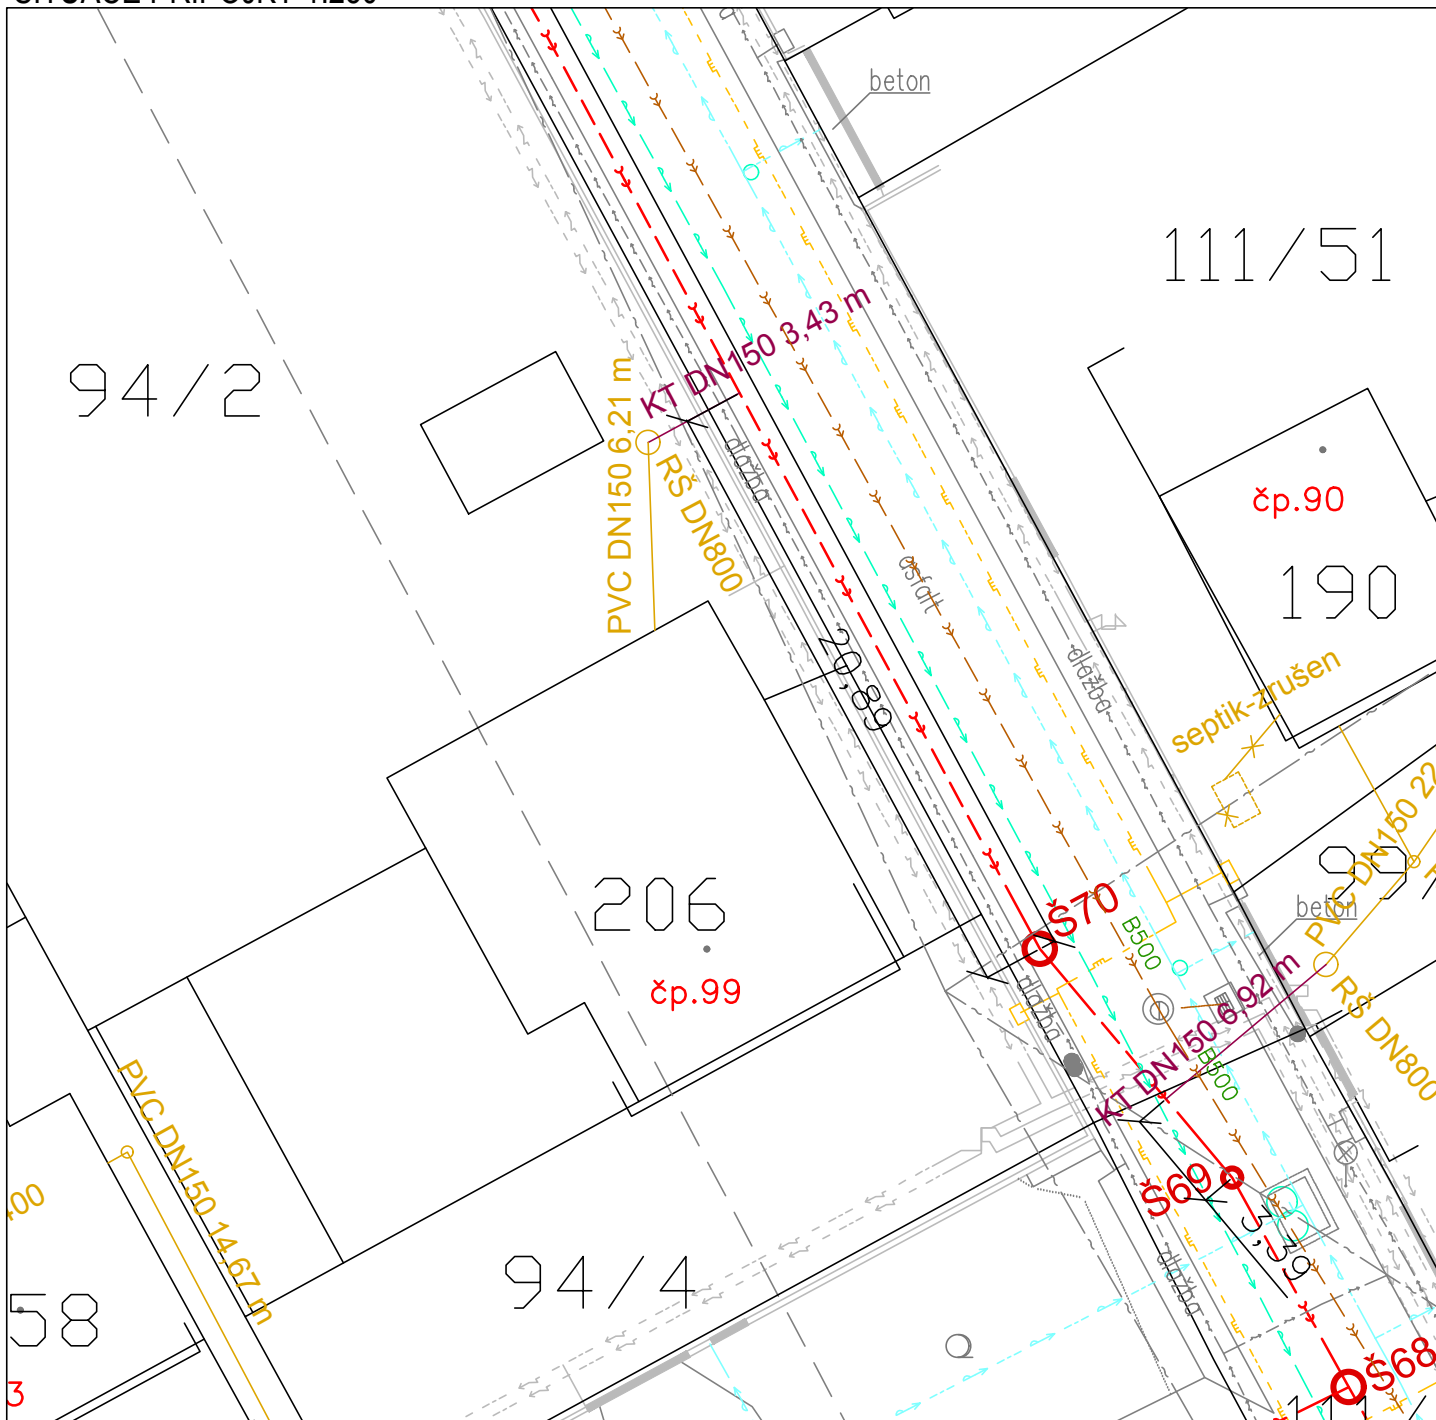 beton
111/51
94/2
KT DN150 3,43 m
PVC DN150 6,21 m
RŠ DN800
dlažba
čp.90
190
asfalt
20,89
dlažba
septik-zrušen
PVC DN150 22
206
čp.99
Š70
B500
beton
dlažba
KT DN150 6,92 m
RŠ DN800
B500
PVC DN150 14,67 m
Š69
3,39
94/4
dlažba
58
3
Š68